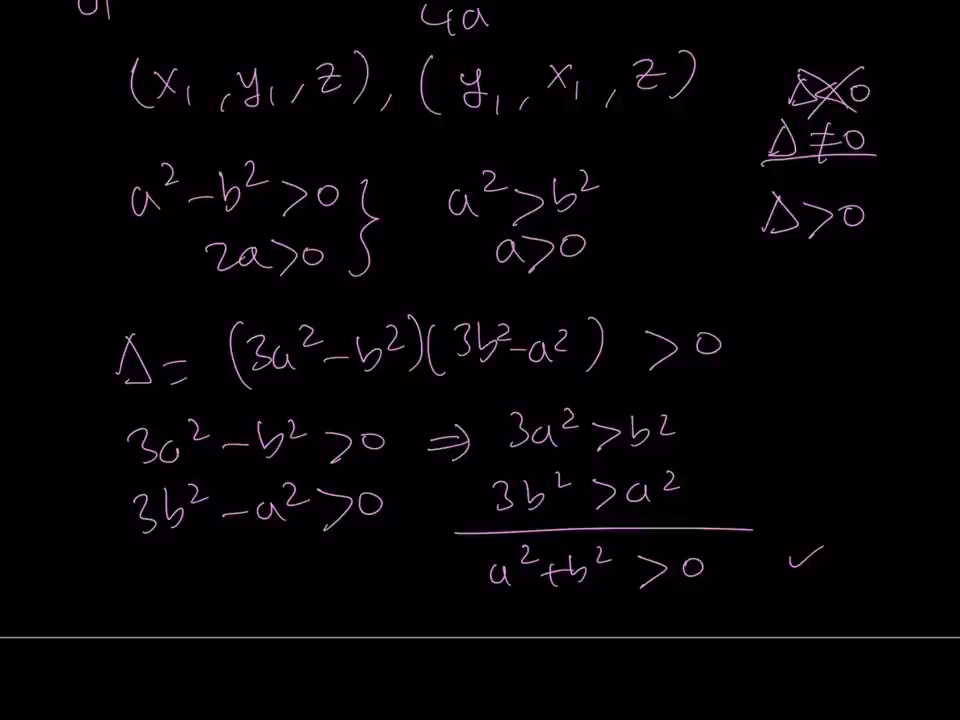 4a
(x₁, y₁, z), (y₁, x₁, z)
Δ≠0
a² - b² > 0 } a² > b²
2a > 0 a > 0
Δ > 0
Δ = (3a² - b²)(3b² - a²) > 0
3a² - b² > 0 ⇒ 3a² > b²
3b² - a² > 0 3b² > a²
a² + b² > 0 ✓